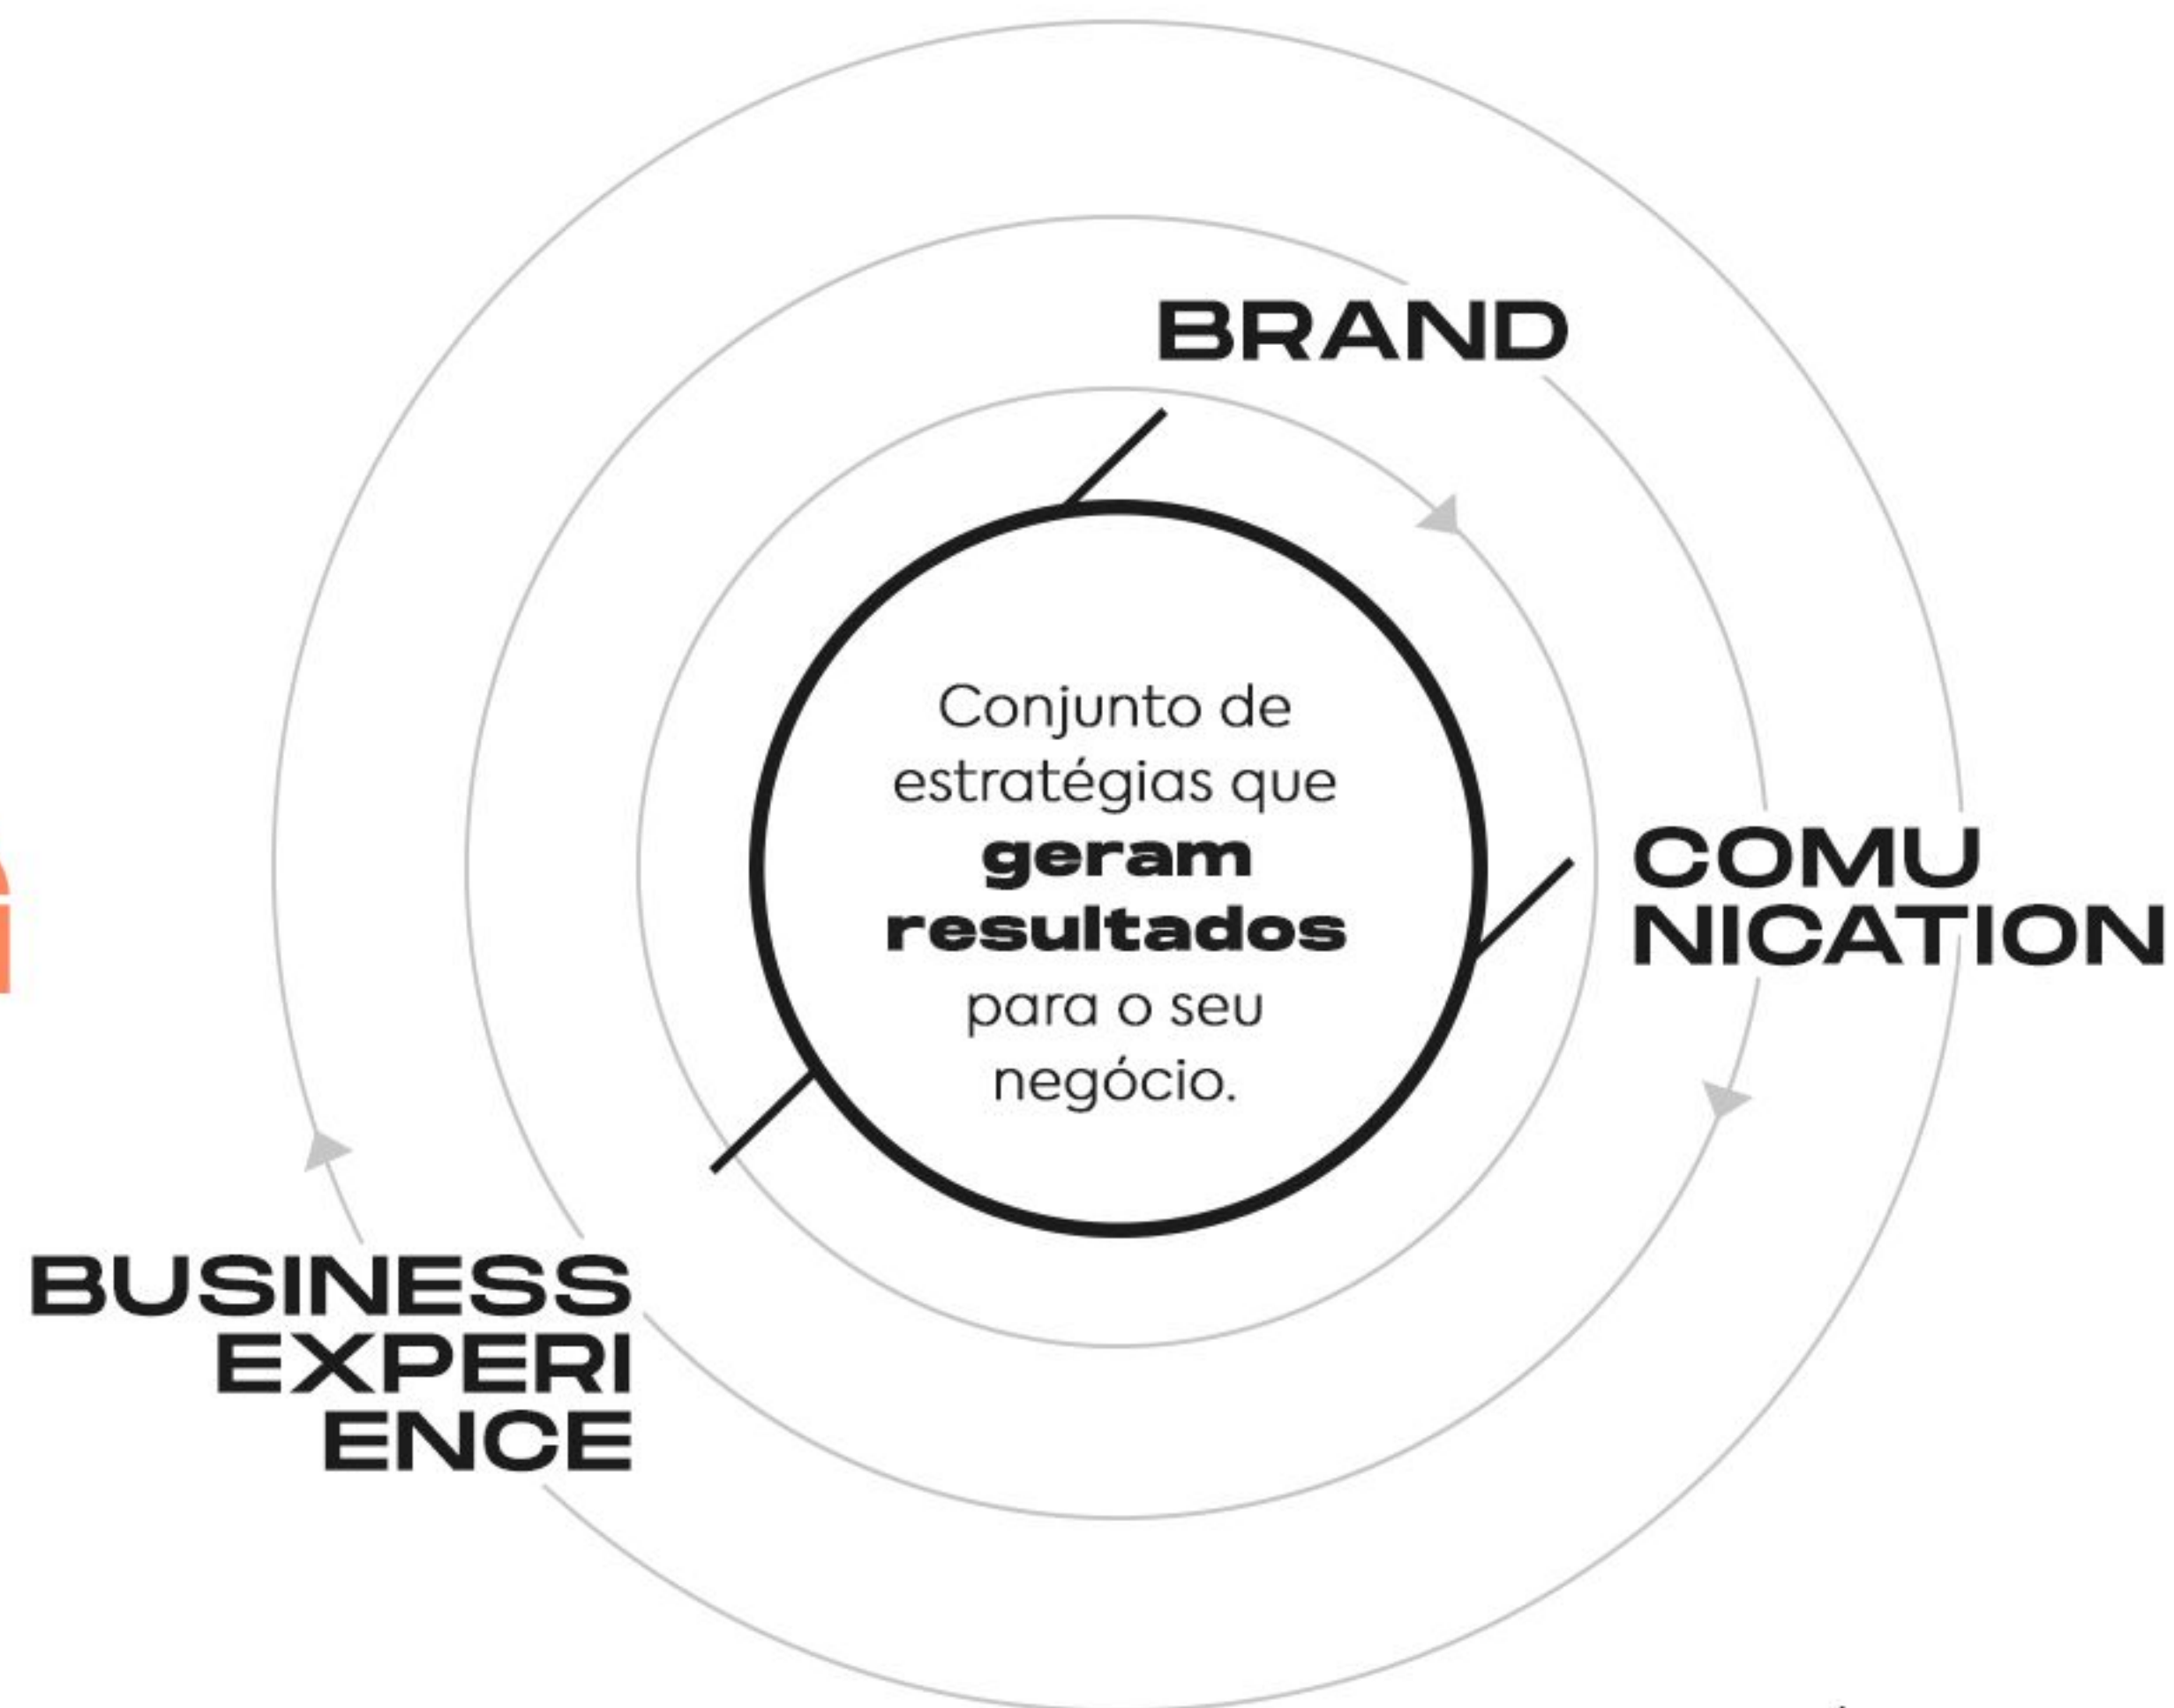 BRAND
Conjunto de
estratégias que
geram
resultados
para o seu
negócio.
COMU
NICATION
BUSINESS
EXPERI
ENCE